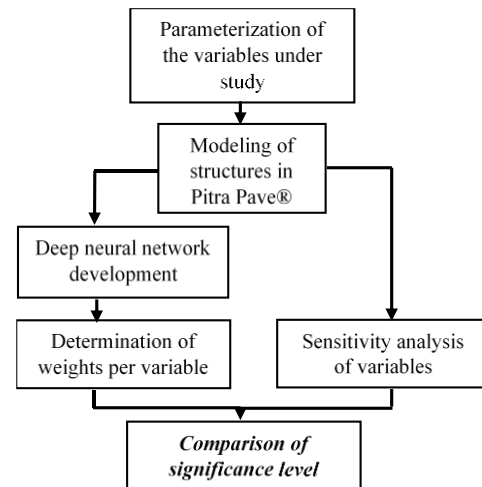 Parameterization of
the variables under
study
Modeling of
structures in
Pitra Pave®
Deep neural network
development
Determination of
weights per variable
Sensitivity analysis
of variables
Comparison of
significance level